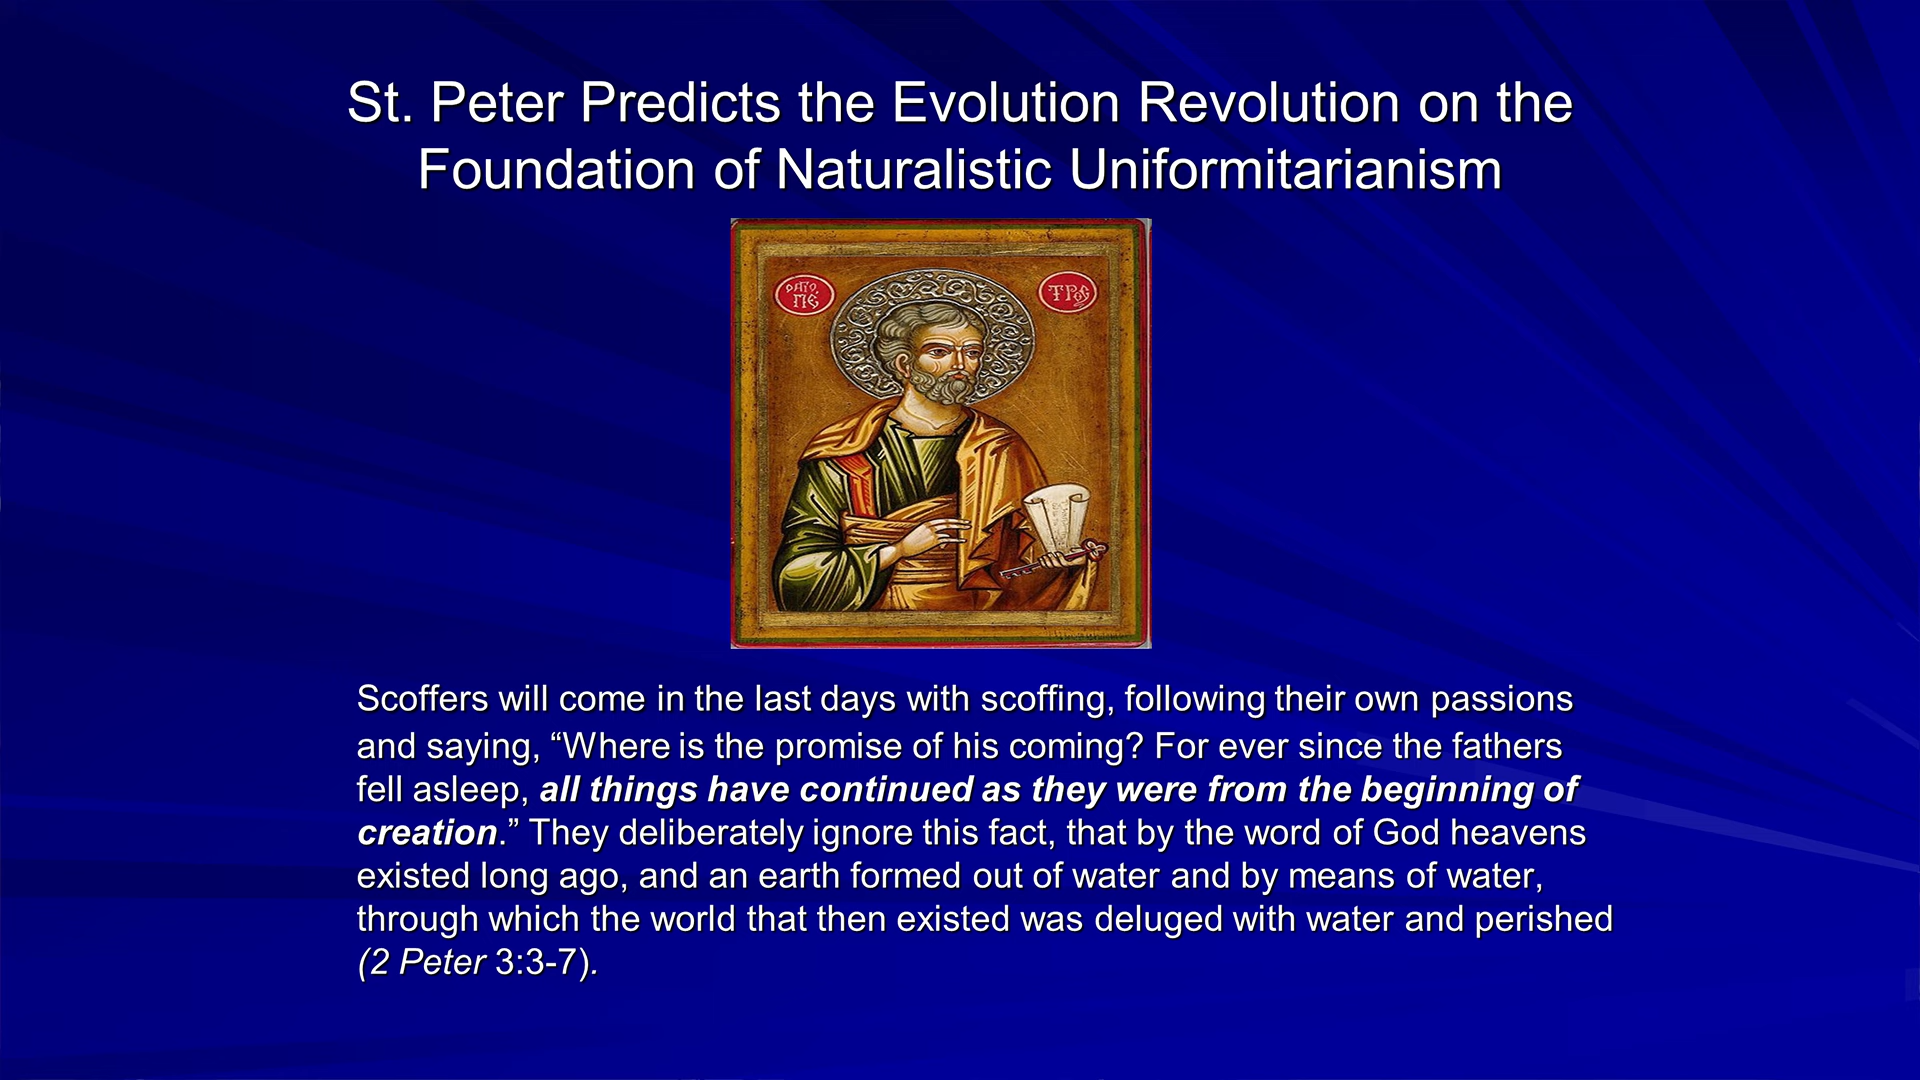 St. Peter Predicts the Evolution Revolution on the
Foundation of Naturalistic Uniformitarianism
ΠΕ
ΤΡΟС
Scoffers will come in the last days with scoffing, following their own passions
and saying, “Where is the promise of his coming? For ever since the fathers
fell asleep, all things have continued as they were from the beginning of
creation.” They deliberately ignore this fact, that by the word of God heavens
existed long ago, and an earth formed out of water and by means of water,
through which the world that then existed was deluged with water and perished
(2 Peter 3:3-7).